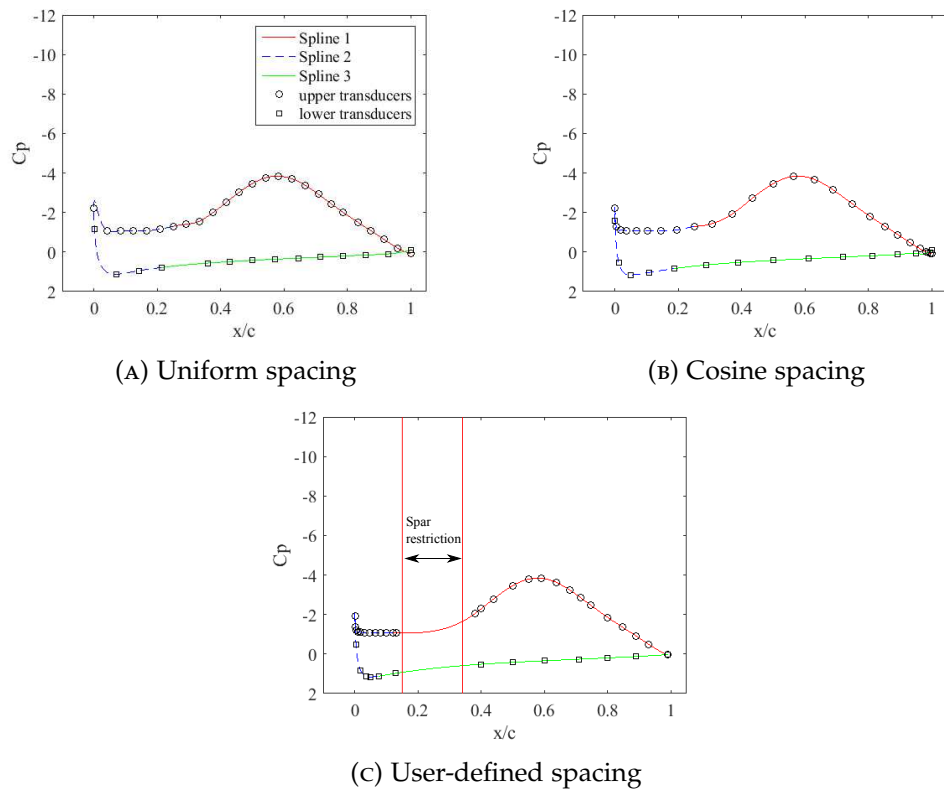 -12
-10
-8
-6
-4
-2
0
2
Cp
0
0.2
0.4
0.6
0.8
1
x/c
Spline 1
Spline 2
Spline 3
upper transducers
lower transducers
(A) Uniform spacing
-12
-10
-8
-6
-4
-2
0
2
Cp
0
0.2
0.4
0.6
0.8
1
x/c
(B) Cosine spacing
-12
-10
-8
-6
-4
-2
0
2
Cp
Spar
restriction
0
0.2
0.4
0.6
0.8
1
x/c
(C) User-defined spacing